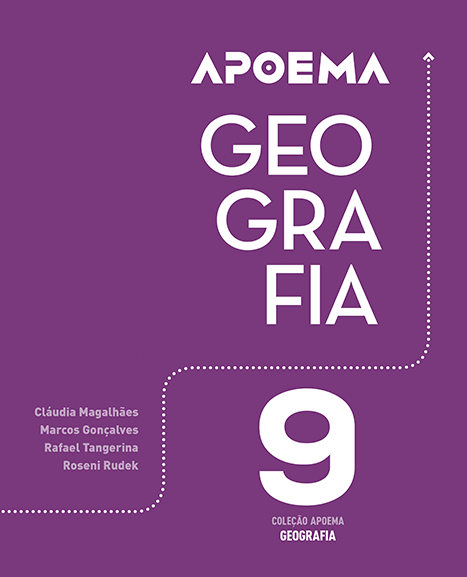 APOEMA
GEO
GRA
FIA
Cláudia Magalhães
Marcos Gonçalves
Rafael Tangerina
Roseni Rudek
9
COLEÇÃO APOEMA
GEOGRAFIA